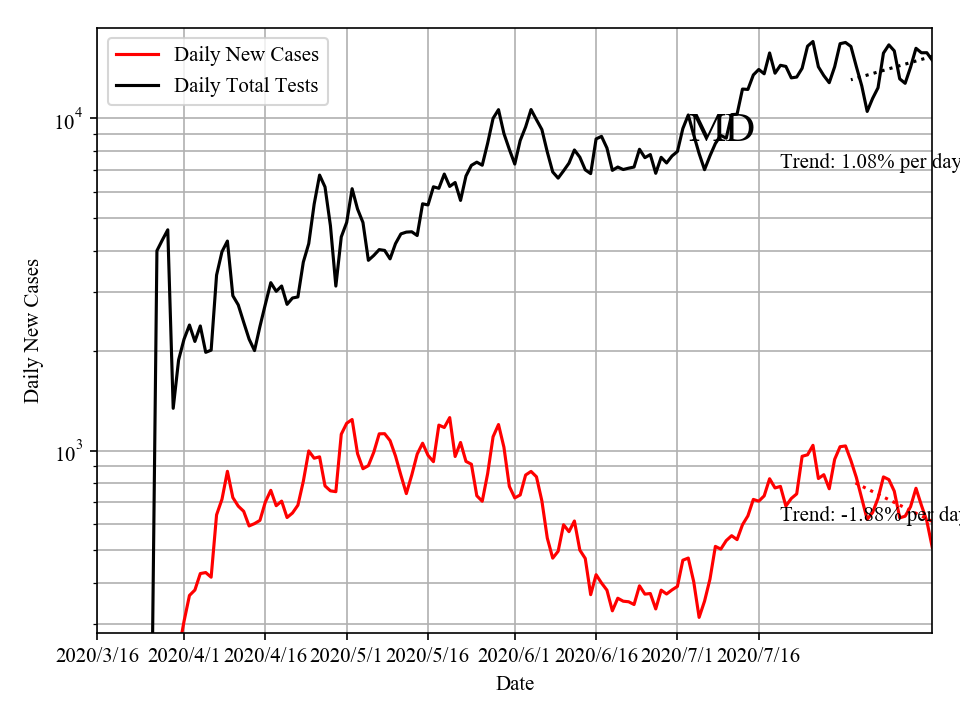 Daily New Cases
Daily Total Tests
10^4
MD
Trend: 1.08% per day
Daily New Cases
10^3
Trend: -1.88% per day
2020/3/16 2020/4/1 2020/4/16 2020/5/1 2020/5/16 2020/6/1 2020/6/16 2020/7/1 2020/7/16
Date